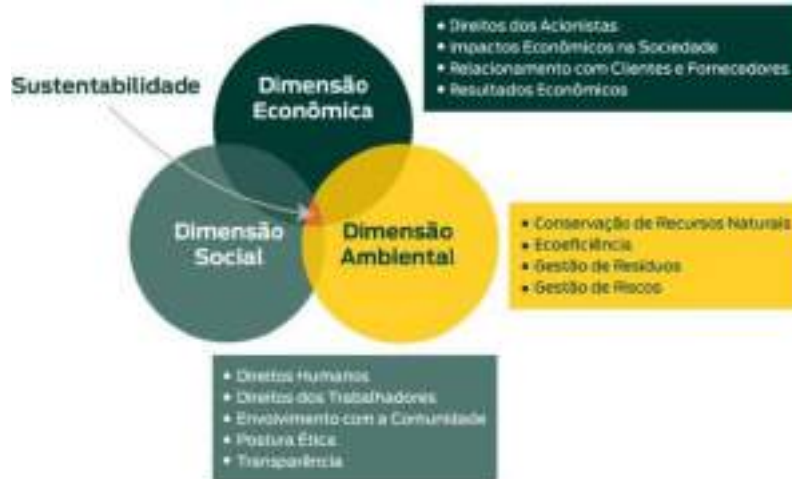 Sustentabilidade
Dimensão
Econômica
• Direitos dos Acionistas
• Impactos Econômicos na Sociedade
• Relacionamento com Clientes e Fornecedores
• Resultados Econômicos
Dimensão
Social
Dimensão
Ambiental
• Conservação de Recursos Naturais
• Ecoeficiência
• Gestão de Resíduos
• Gestão de Riscos
• Direitos Humanos
• Direitos dos Trabalhadores
• Envolvimento com a Comunidade
• Postura Ética
• Transparência